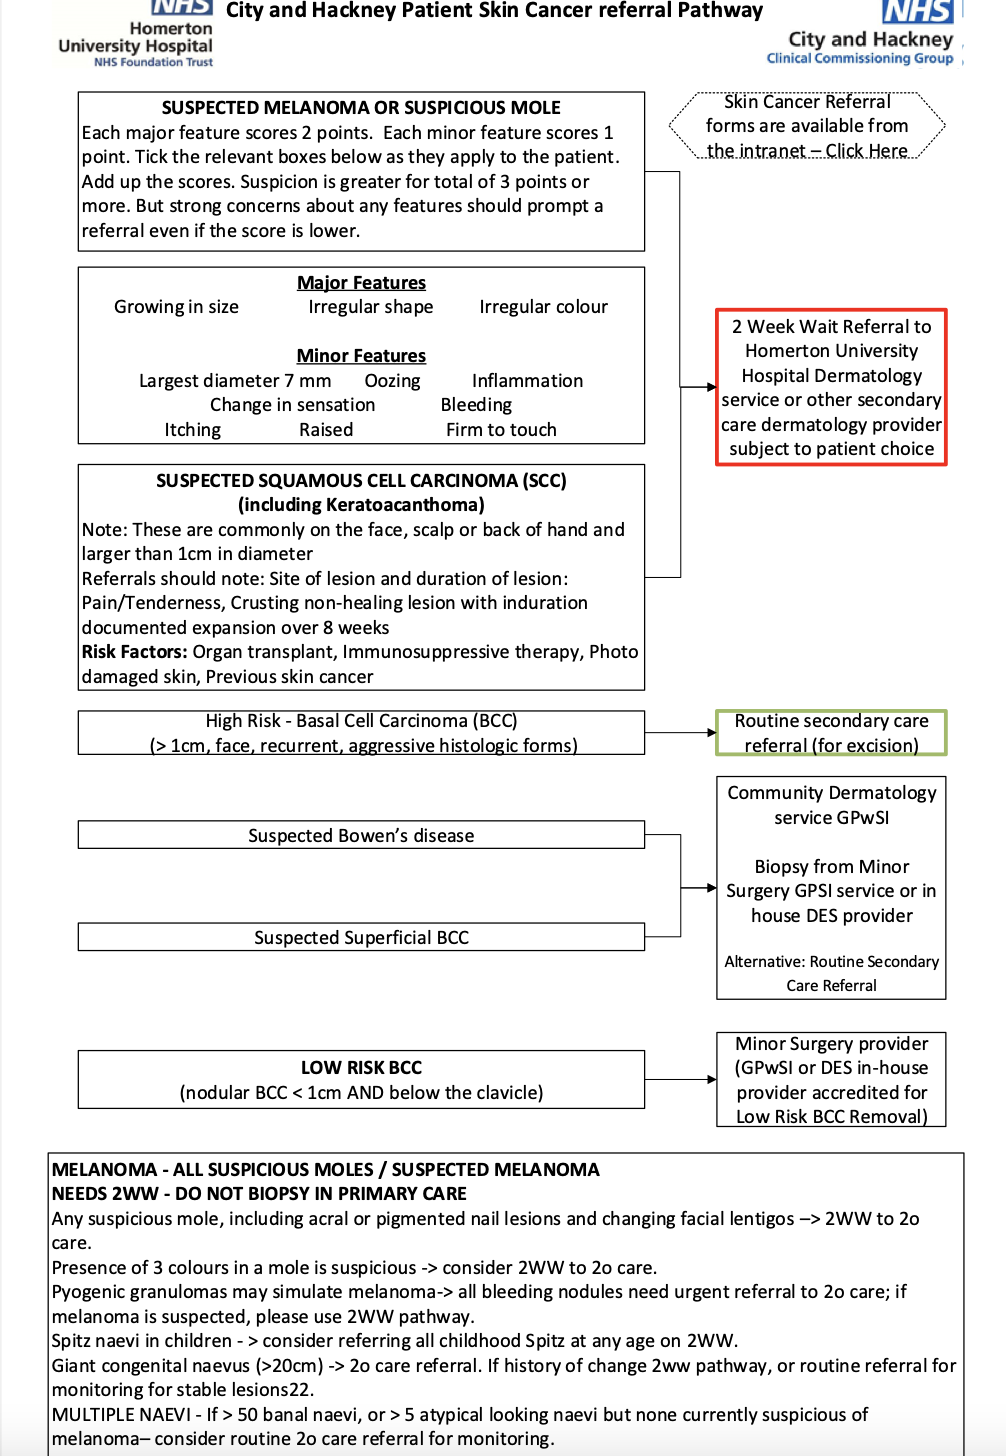 NHS
Homerton
University Hospital
NHS Foundation Trust
City and Hackney Patient Skin Cancer referral Pathway
NHS
City and Hackney
Clinical Commissioning Group
SUSPECTED MELANOMA OR SUSPICIOUS MOLE
Each major feature scores 2 points.  Each minor feature scores 1
point. Tick the relevant boxes below as they apply to the patient.
Add up the scores. Suspicion is greater for total of 3 points or
more. But strong concerns about any features should prompt a
referral even if the score is lower.
Skin Cancer Referral
forms are available from
the intranet – Click Here
Major Features
Growing in size Irregular shape Irregular colour
Minor Features
Largest diameter 7 mm Oozing Inflammation
Change in sensation Bleeding
Itching Raised Firm to touch
2 Week Wait Referral to
Homerton University
Hospital Dermatology
service or other secondary
care dermatology provider
subject to patient choice
SUSPECTED SQUAMOUS CELL CARCINOMA (SCC)
(including Keratoacanthoma)
Note: These are commonly on the face, scalp or back of hand and
larger than 1cm in diameter
Referrals should note: Site of lesion and duration of lesion:
Pain/Tenderness, Crusting non-healing lesion with induration
documented expansion over 8 weeks
Risk Factors: Organ transplant, Immunosuppressive therapy, Photo
damaged skin, Previous skin cancer
High Risk - Basal Cell Carcinoma (BCC)
(> 1cm, face, recurrent, aggressive histologic forms)
Routine secondary care
referral (for excision)
Suspected Bowen's disease
Suspected Superficial BCC
Community Dermatology
service GPwSI
Biopsy from Minor
Surgery GPSI service or in
house DES provider
Alternative: Routine Secondary
Care Referral
LOW RISK BCC
(nodular BCC < 1cm AND below the clavicle)
Minor Surgery provider
(GPwSI or DES in-house
provider accredited for
Low Risk BCC Removal)
MELANOMA - ALL SUSPICIOUS MOLES / SUSPECTED MELANOMA
NEEDS 2WW - DO NOT BIOPSY IN PRIMARY CARE
Any suspicious mole, including acral or pigmented nail lesions and changing facial lentigos –> 2WW to 2o
care.
Presence of 3 colours in a mole is suspicious -> consider 2WW to 2o care.
Pyogenic granulomas may simulate melanoma-> all bleeding nodules need urgent referral to 2o care; if
melanoma is suspected, please use 2WW pathway.
Spitz naevi in children - > consider referring all childhood Spitz at any age on 2WW.
Giant congenital naevus (>20cm) -> 2o care referral. If history of change 2ww pathway, or routine referral for
monitoring for stable lesions22.
MULTIPLE NAEVI - If > 50 banal naevi, or > 5 atypical looking naevi but none currently suspicious of
melanoma– consider routine 2o care referral for monitoring.